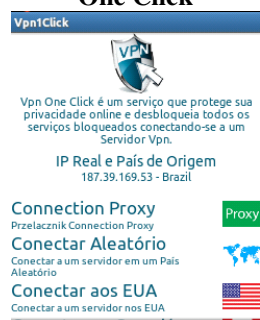 One Click
Vpn1Click
VPN
Vpn One Click é um serviço que protege sua
privacidade online e desbloqueia todos os
serviços bloqueados conectando-se a um
Servidor Vpn.
IP Real e País de Origem
187.39.169.53 - Brazil
Connection Proxy
Przelacznik Connection Proxy
Proxy
Conectar Aleatório
Conectar a um servidor em um País
Aleatório
Conectar aos EUA
Conectar a um servidor nos EUA